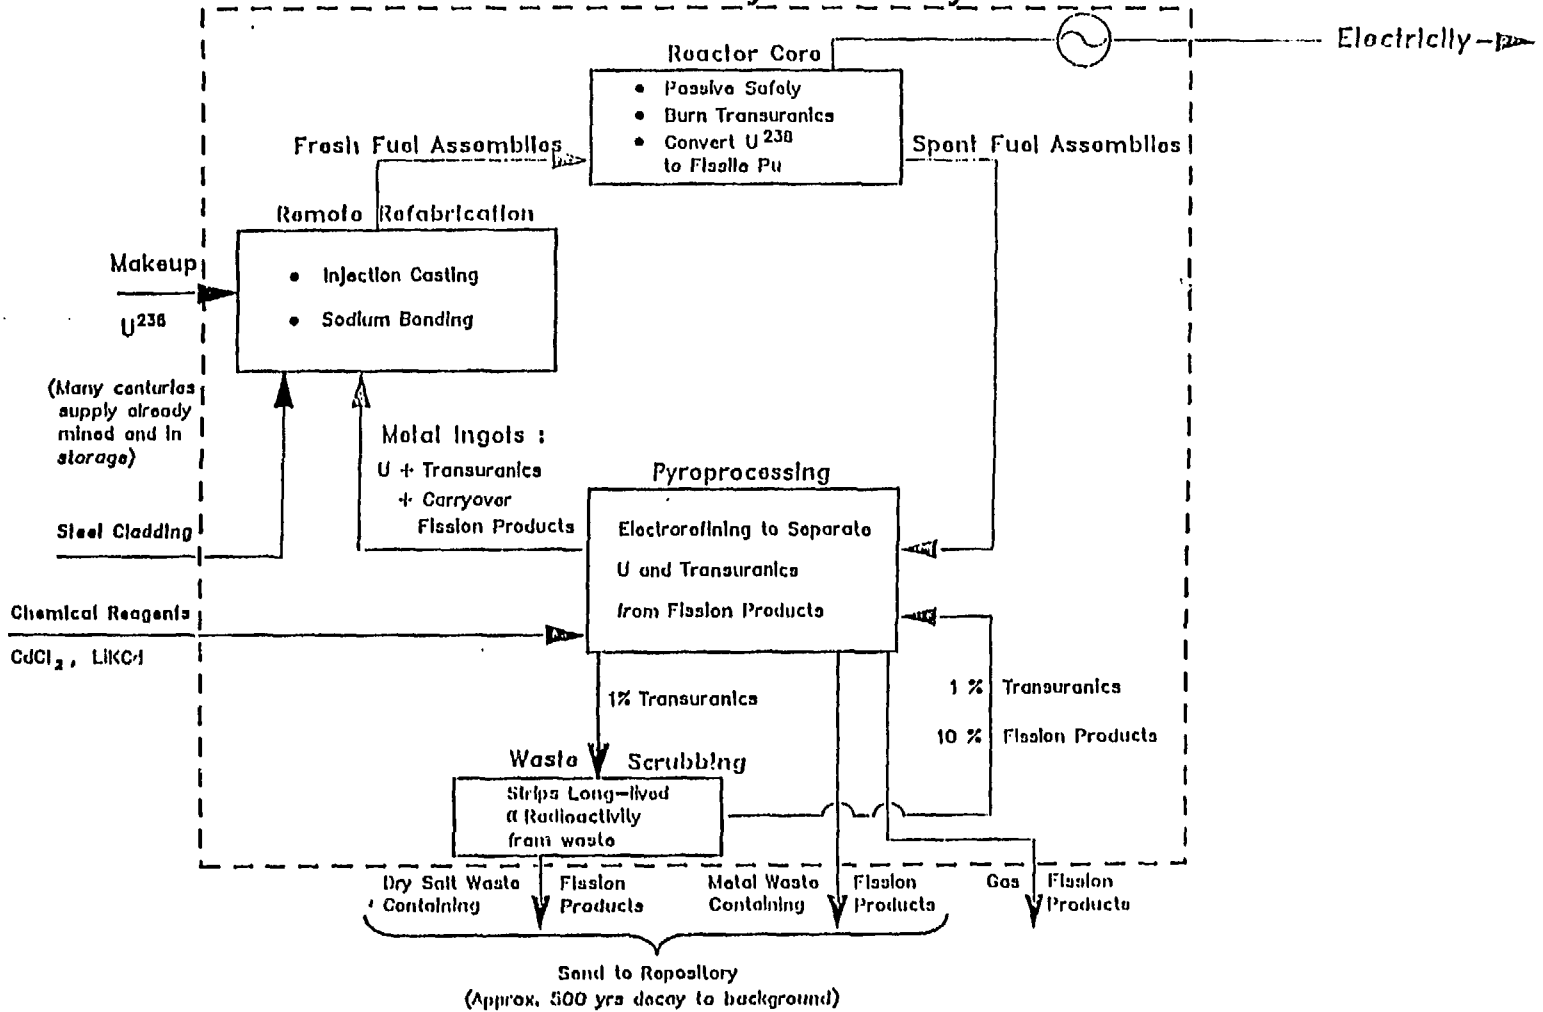 Electricity
Reactor Core
• Passive Safety
• Burn Transuranics
• Convert U238
to Fissile Pu
Fresh Fuel Assemblies
Spent Fuel Assemblies
Remote Refabrication
• Injection Casting
• Sodium Bonding
Makeup
U238
(Many centuries
supply already
mined and in
storage)
Metal Ingots :
U + Transuranics
+ Carryover
Fission Products
Steel Cladding
Pyroprocessing
Electrorefining to Separate
U and Transuranics
from Fission Products
Chemical Reagents
CdCl2, LiKCl
1% Transuranics
1 % Transuranics
10 % Fission Products
Waste Scrubbing
Strips Long-lived
α Radioactivity
from waste
Dry Salt Waste
Containing
Fission
Products
Metal Waste
Containing
Fission
Products
Gas Fission
Products
Send to Repository
(Approx. 500 yrs decay to background)